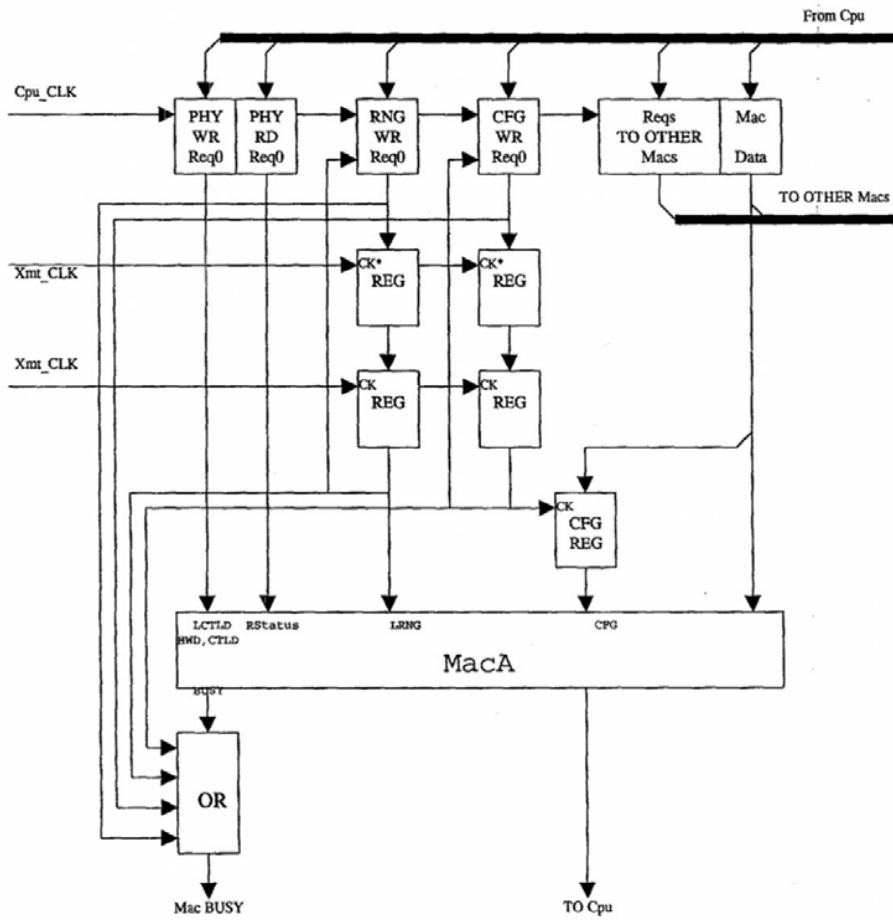 From Cpu
Cpu_CLK
PHY
WR
Req0
PHY
RD
Req0
RNG
WR
Req0
CFG
WR
Req0
Reqs
TO OTHER
Macs
Mac
Data
TO OTHER Macs
Xmt_CLK
CK*
REG
CK*
REG
Xmt_CLK
CK
REG
CK
REG
CK
CFG
REG
LCTLD
HWD,CTLD
RStatus
LRNG
CFG
MacA
BUSY
OR
Mac BUSY
TO Cpu